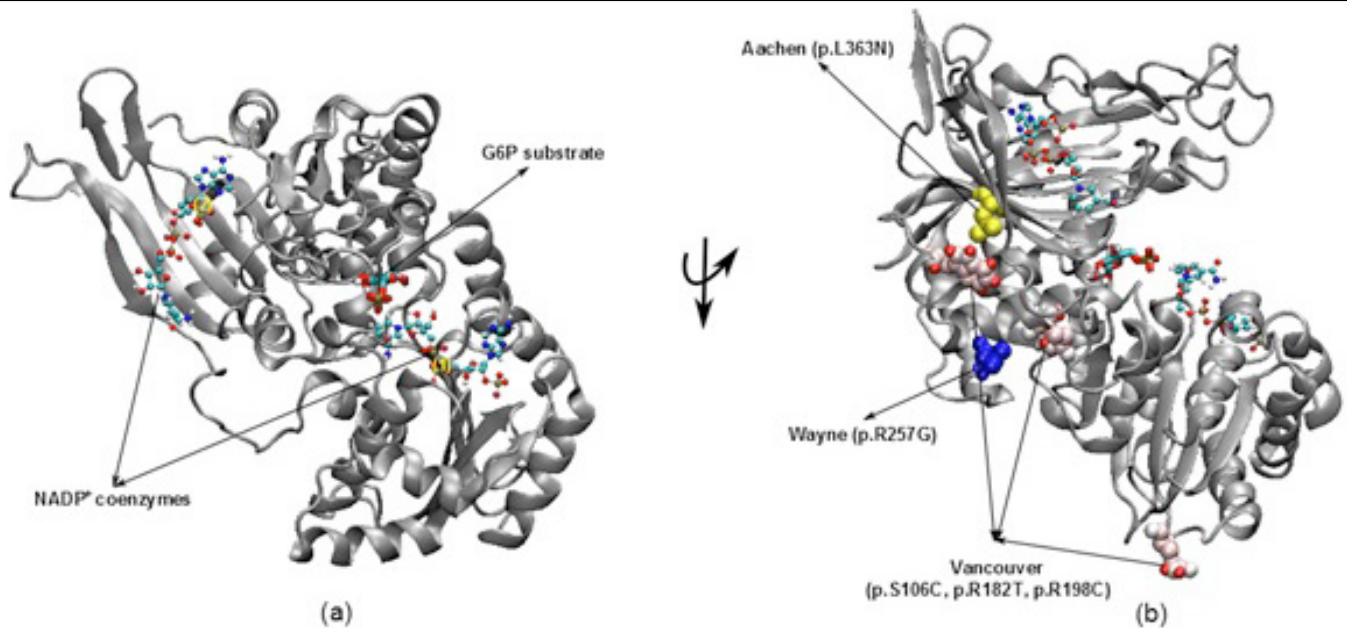 Aachen (p.L363N)
G6P substrate
Wayne (p.R257G)
NADP⁺ coenzymes
Vancouver
(p.S106C, p.R182T, p.R198C)
(a)
(b)